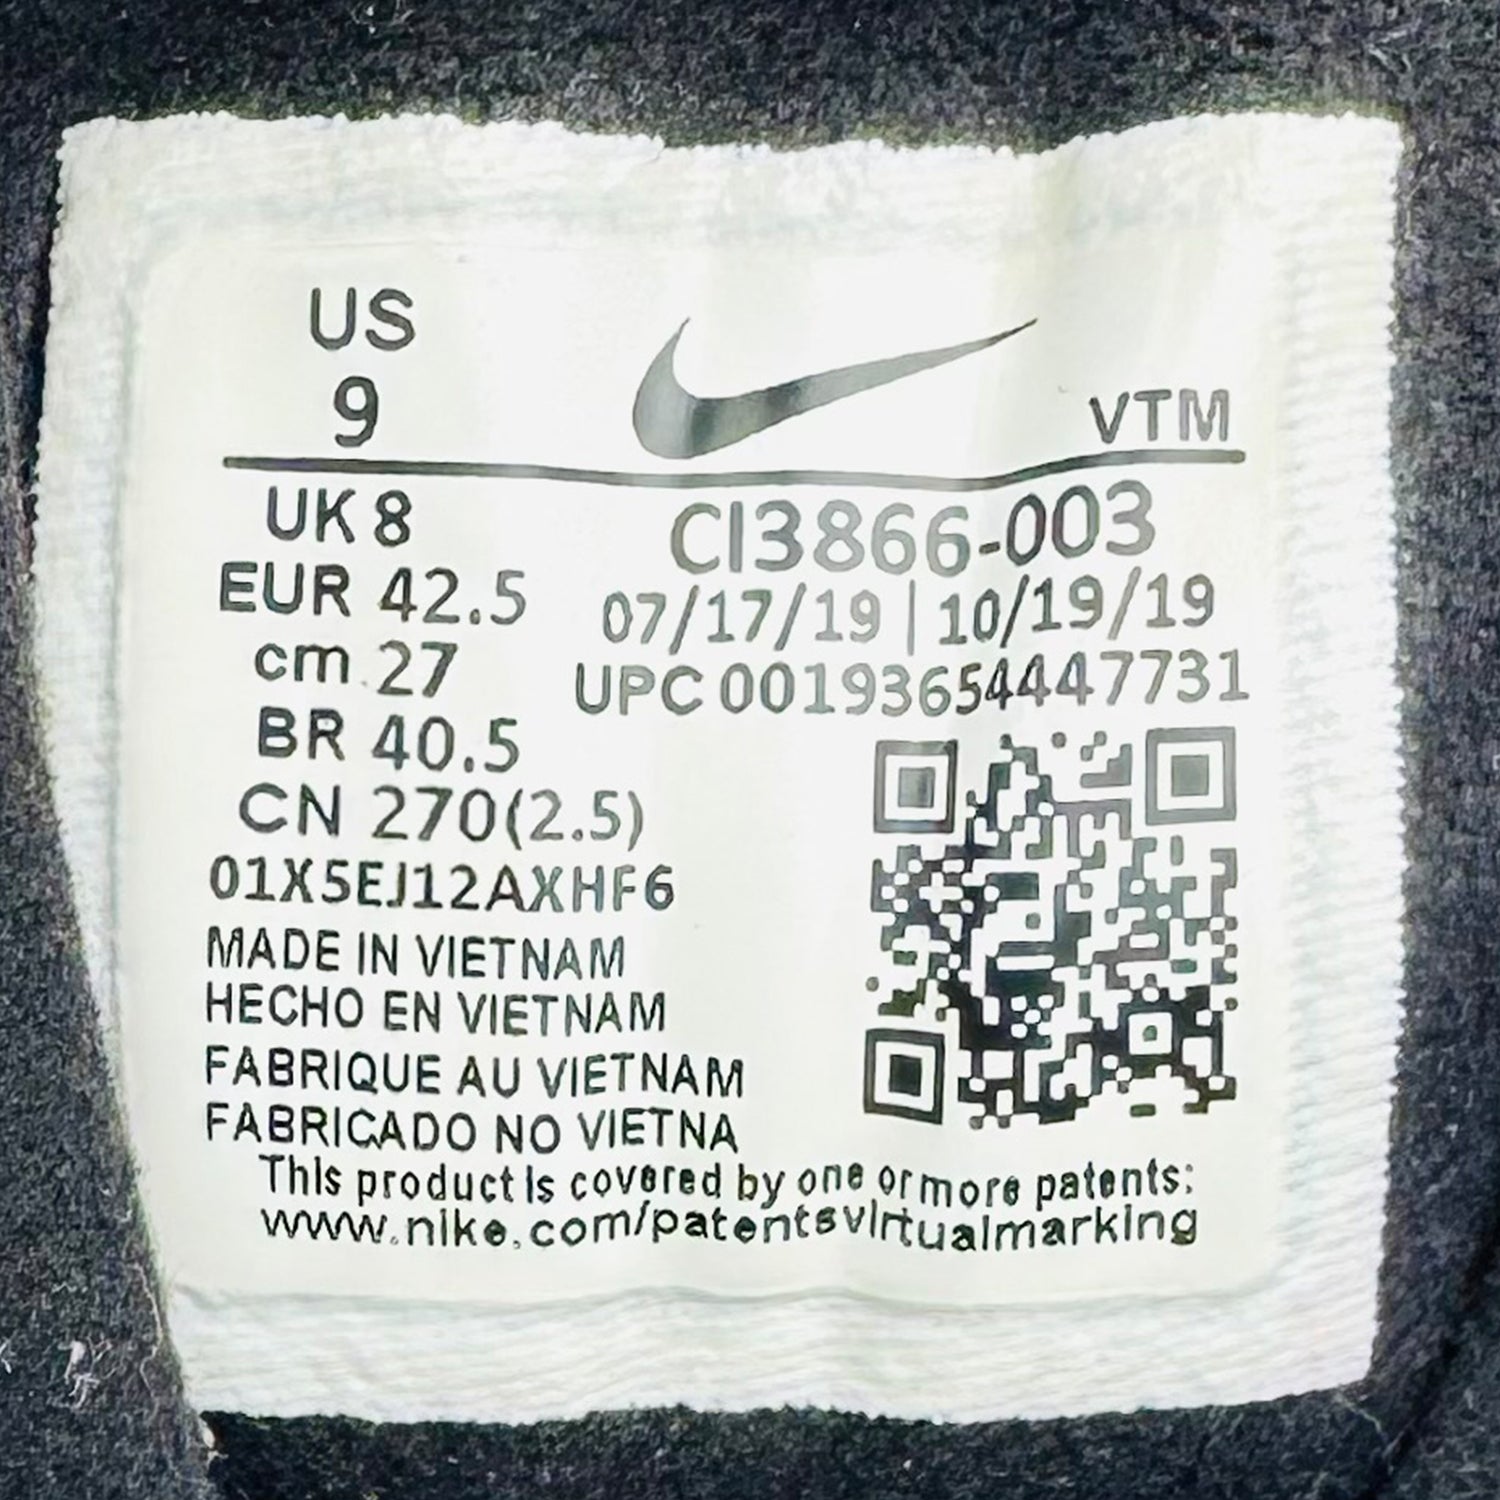 US
9
VTM
UK 8
EUR 42.5
cm 27
BR 40.5
CN 270(2.5)
CI3866-003
07/17/19 | 10/19/19
UPC 00193654447731
01X5EJ12AXHF6
MADE IN VIETNAM
HECHO EN VIETNAM
FABRIQUE AU VIETNAM
FABRICADO NO VIETNA
This product is covered by one or more patents:
www.nike.com/patentsvirtualmarking